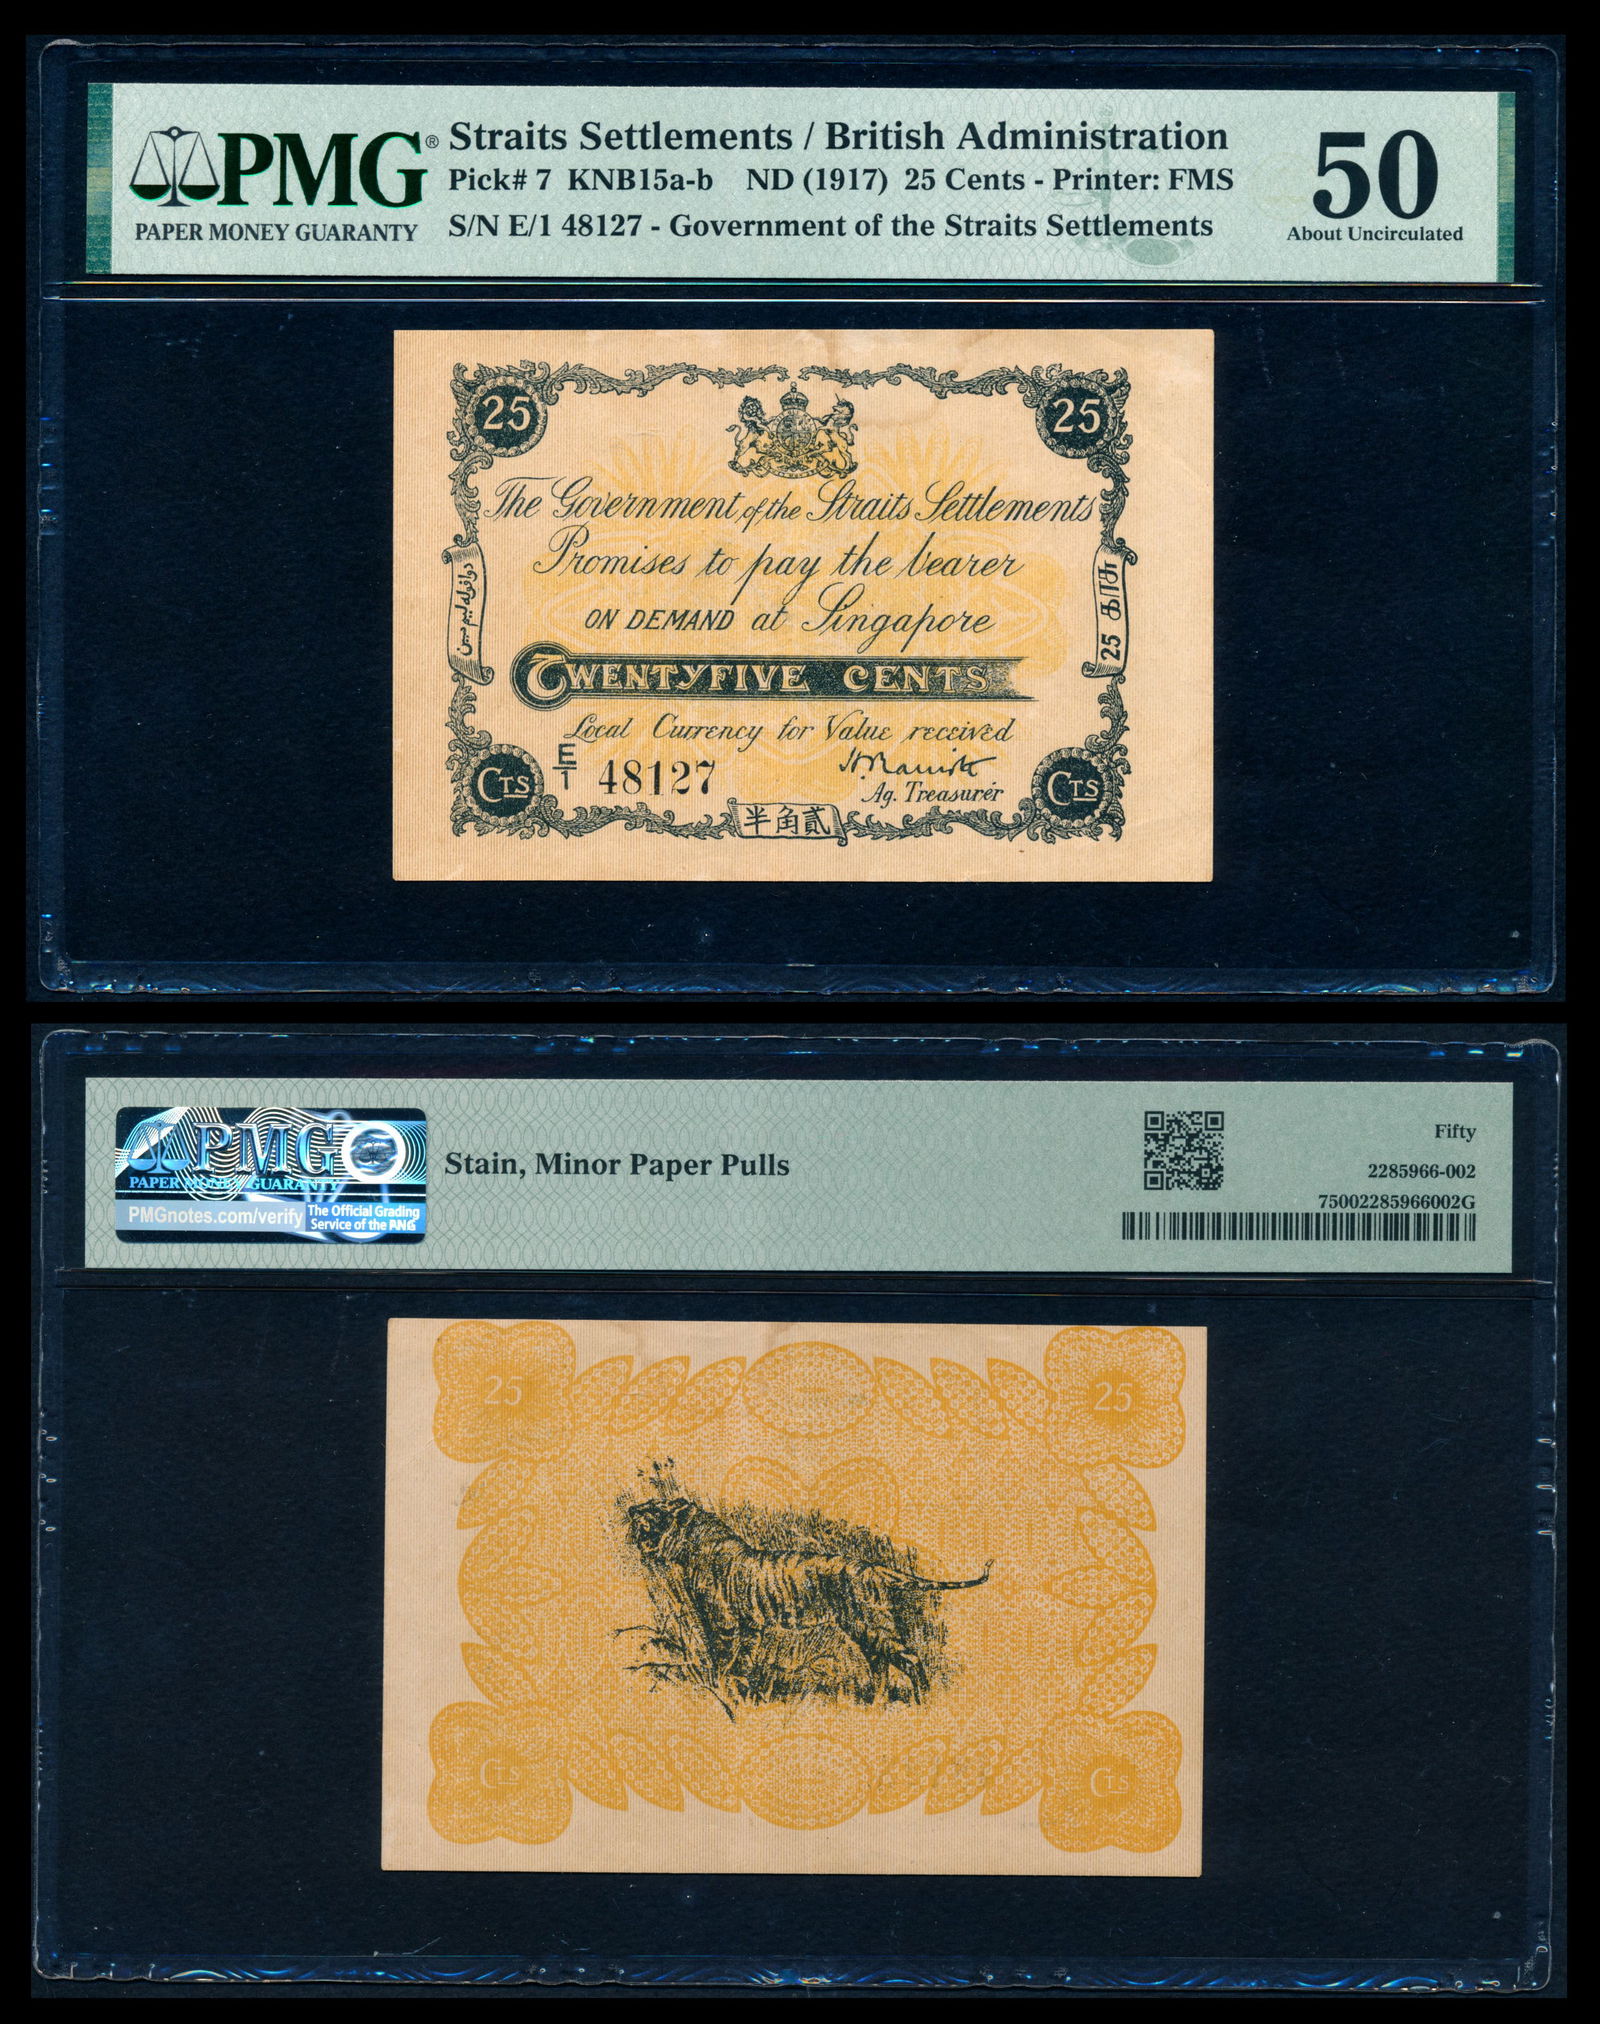 PMG®
PAPER MONEY GUARANTY
Straits Settlements / British Administration
Pick# 7 KNB15a-b ND (1917) 25 Cents - Printer: FMS
S/N E/1 48127 - Government of the Straits Settlements
50
About Uncirculated
25
25
The Government of the Straits Settlements
Promises to pay the bearer
ON DEMAND at Singapore
TWENTYFIVE CENTS
Local Currency for Value received
E/1 48127
Ag. Treasurer
دواڤوله ليم سين
25 காசு
CTS
CTS
半角貳
PMG
PAPER MONEY GUARANTY
PMGnotes.com/verify
The Official Grading
Service of the PNG
Stain, Minor Paper Pulls
Fifty
2285966-002
75002285966002G
25
25
CTS
CTS